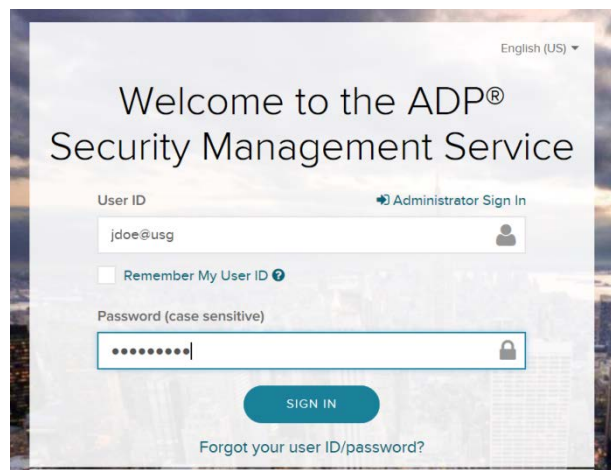 English (US)
Welcome to the ADP®
Security Management Service
User ID
Administrator Sign In
jdoe@usg
Remember My User ID
Password (case sensitive)
•••••••••
SIGN IN
Forgot your user ID/password?